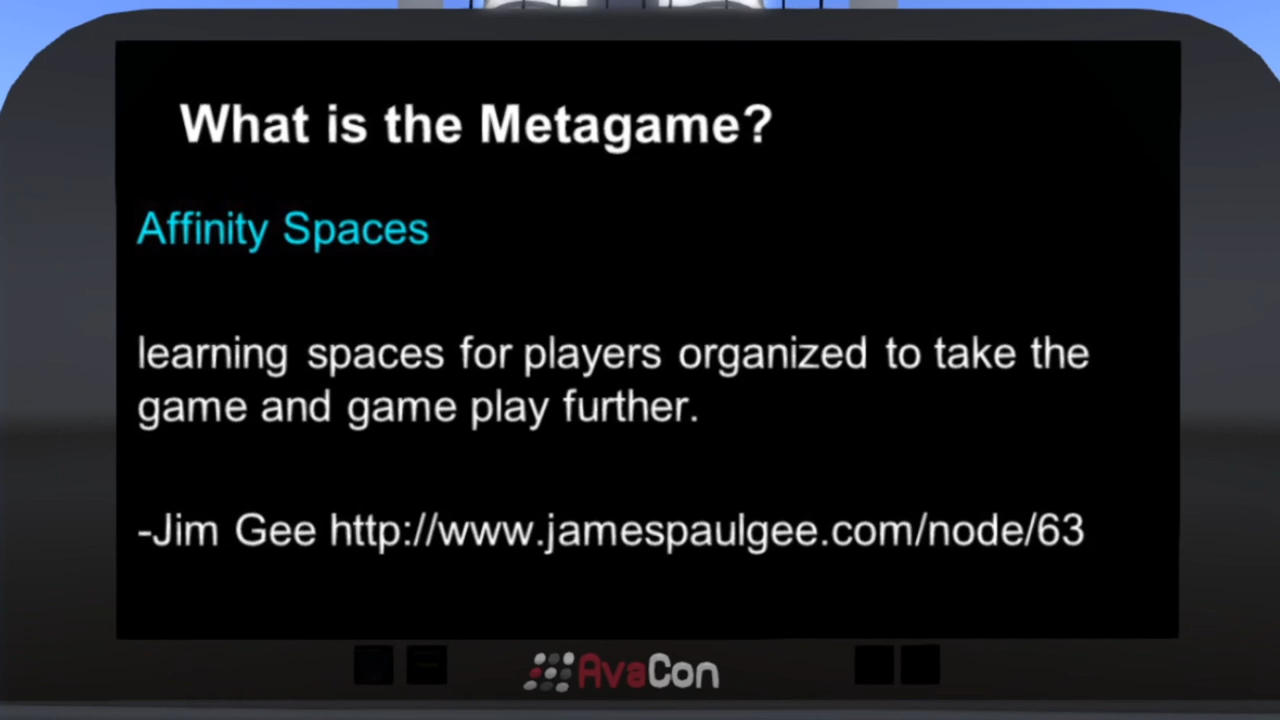 What is the Metagame?
Affinity Spaces
learning spaces for players organized to take the
game and game play further.
-Jim Gee http://www.jamespaulgee.com/node/63
AvaCon